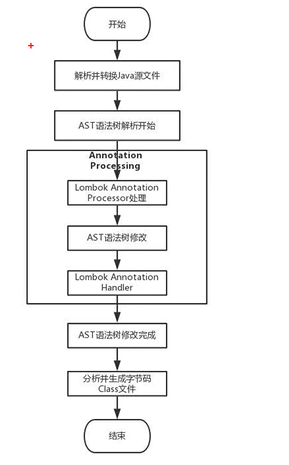 开始
解析并转换Java源文件
AST语法树解析开始
Annotation
Processing
Lombok Annotation
Processor处理
AST语法树修改
Lombok Annotation
Handler
AST语法树修改完成
分析并生成字节码
Class文件
结束